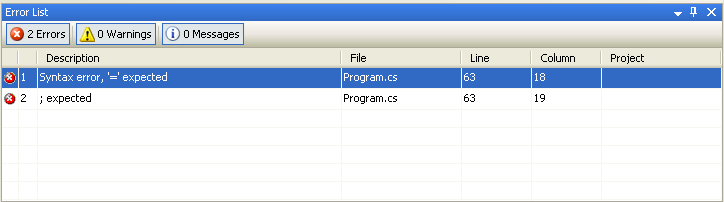 Error List
2 Errors 0 Warnings 0 Messages
Description File Line Column Project
1 Syntax error, '=' expected Program.cs 63 18
2 ; expected Program.cs 63 19